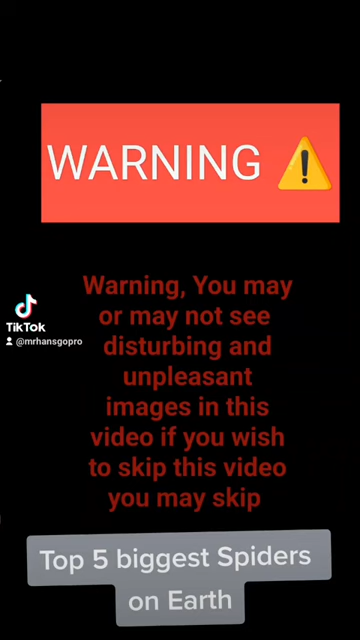 WARNING ⚠️
Warning, You may
or may not see
disturbing and
unpleasant
images in this
video if you wish
to skip this video
you may skip
TikTok
@mrhansgopro
Top 5 biggest Spiders
on Earth